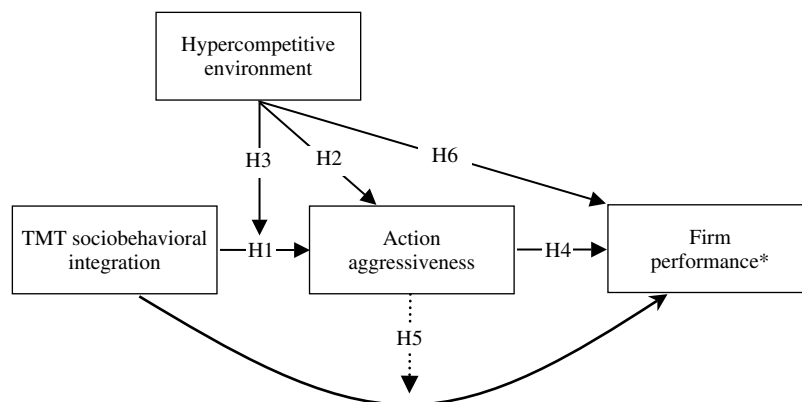 Hypercompetitive
environment
H3
H2
H6
TMT sociobehavioral
integration
H1
Action
aggressiveness
H4
Firm
performance*
H5